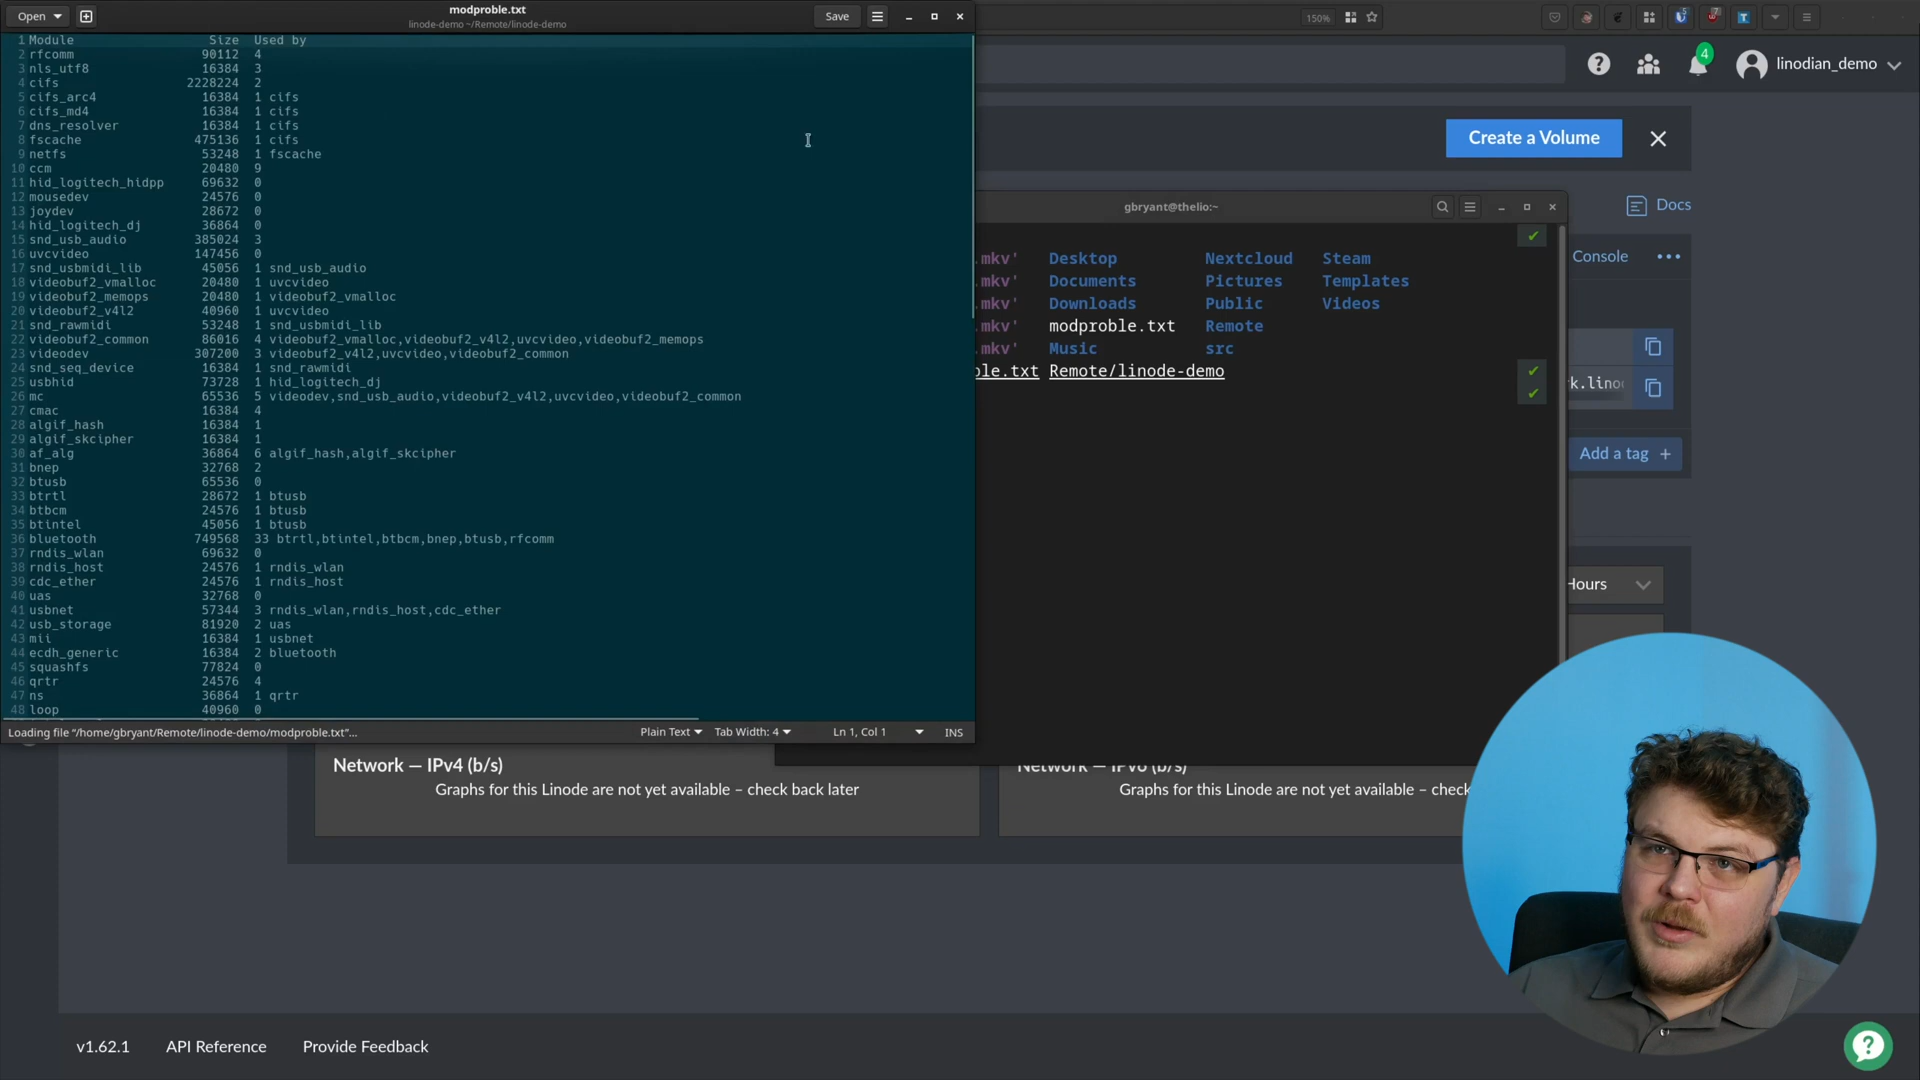 Open
modproble.txt
linode-demo ~/Remote/linode-demo
Save
1 Module Size Used by
2 rfcomm 90112 4
3 nls_utf8 16384 3
4 cifs 2228224 2
5 cifs_arc4 16384 1 cifs
6 cifs_md4 16384 1 cifs
7 dns_resolver 16384 1 cifs
8 fscache 475136 1 cifs
9 netfs 53248 1 fscache
10 ccm 20480 9
11 hid_logitech_hidpp 69632 0
12 mousedev 24576 0
13 joydev 28672 0
14 hid_logitech_dj 36864 0
15 snd_usb_audio 385024 3
16 uvcvideo 147456 0
17 snd_usbmidi_lib 45056 1 snd_usb_audio
18 videobuf2_vmalloc 20480 1 uvcvideo
19 videobuf2_memops 20480 1 videobuf2_vmalloc
20 videobuf2_v4l2 40960 1 uvcvideo
21 snd_rawmidi 53248 1 snd_usbmidi_lib
22 videobuf2_common 86016 4 videobuf2_vmalloc,videobuf2_v4l2,uvcvideo,videobuf2_memops
23 videodev 307200 3 videobuf2_v4l2,uvcvideo,videobuf2_common
24 snd_seq_device 16384 1 snd_rawmidi
25 usbhid 73728 1 hid_logitech_dj
26 mc 65536 5 videodev,snd_usb_audio,videobuf2_v4l2,uvcvideo,videobuf2_common
27 cmac 16384 4
28 algif_hash 16384 1
29 algif_skcipher 16384 1
30 af_alg 36864 6 algif_hash,algif_skcipher
31 bnep 32768 2
32 btusb 65536 0
33 btrtl 28672 1 btusb
34 btbcm 24576 1 btusb
35 btintel 45056 1 btusb
36 bluetooth 749568 33 btrtl,btintel,btbcm,bnep,btusb,rfcomm
37 rndis_wlan 69632 0
38 rndis_host 24576 1 rndis_wlan
39 cdc_ether 24576 1 rndis_host
40 uas 32768 0
41 usbnet 57344 3 rndis_wlan,rndis_host,cdc_ether
42 usb_storage 81920 2 uas
43 mii 16384 1 usbnet
44 ecdh_generic 16384 2 bluetooth
45 squashfs 77824 0
46 qrtr 24576 4
47 ns 36864 1 qrtr
48 loop 40960 0
Loading file “/home/gbryant/Remote/linode-demo/modproble.txt”…
Plain Text
Tab Width: 4
Ln 1, Col 1
INS
150%
4
linodian_demo
Create a Volume
Docs
gbryant@thelio:~
.mkv' Desktop Nextcloud Steam
Documents Pictures Templates
.mkv' Downloads Public Videos
.mkv' modproble.txt Remote
.mkv' Music src
ble.txt Remote/linode-demo
Console
k.lino
Add a tag +
Hours
Network — IPv4 (b/s)
Graphs for this Linode are not yet available – check back later
Network — IPv6 (b/s)
Graphs for this Linode are not yet available – check
v1.62.1
API Reference
Provide Feedback